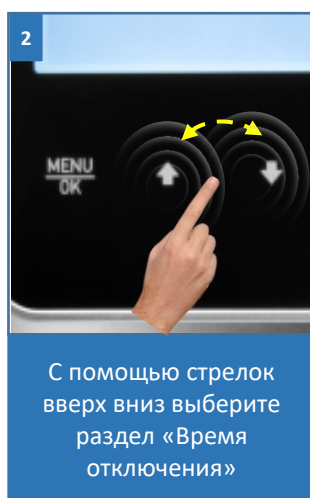 2
MENU
OK
С помощью стрелок
вверх вниз выберите
раздел «Время
отключения»